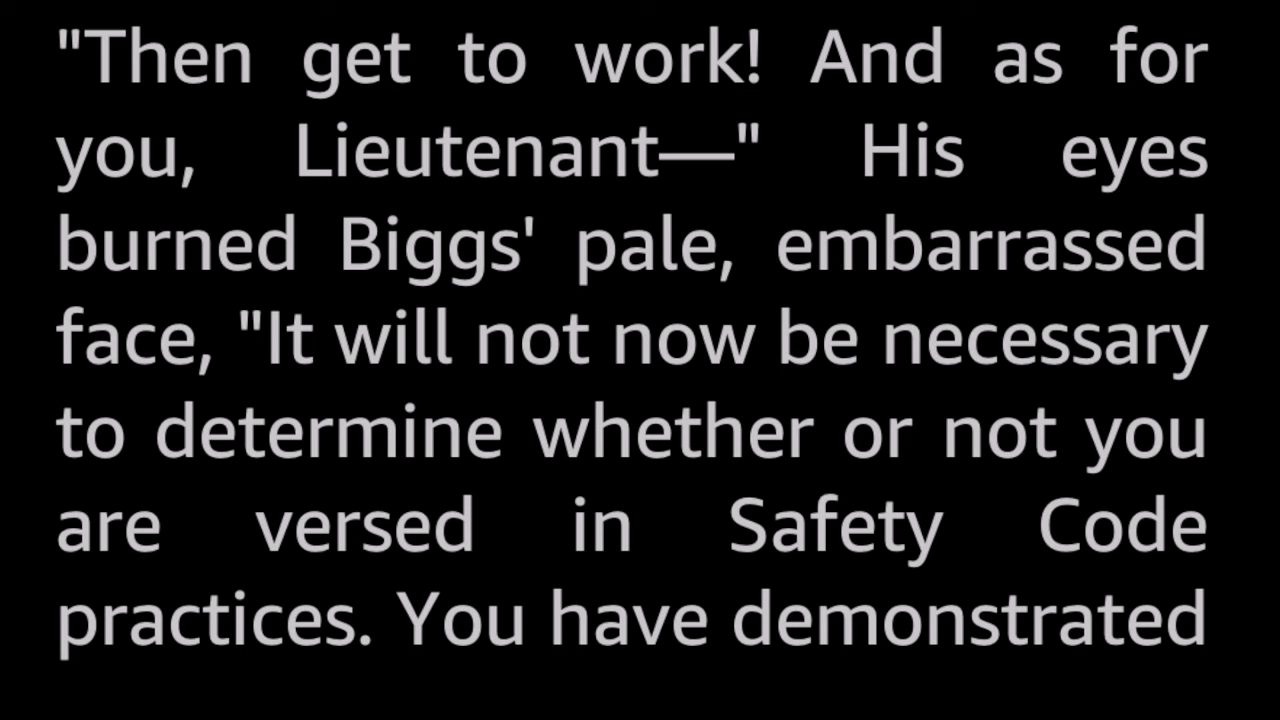 "Then get to work! And as for
you, Lieutenant—" His eyes
burned Biggs' pale, embarrassed
face, "It will not now be necessary
to determine whether or not you
are versed in Safety Code
practices. You have demonstrated